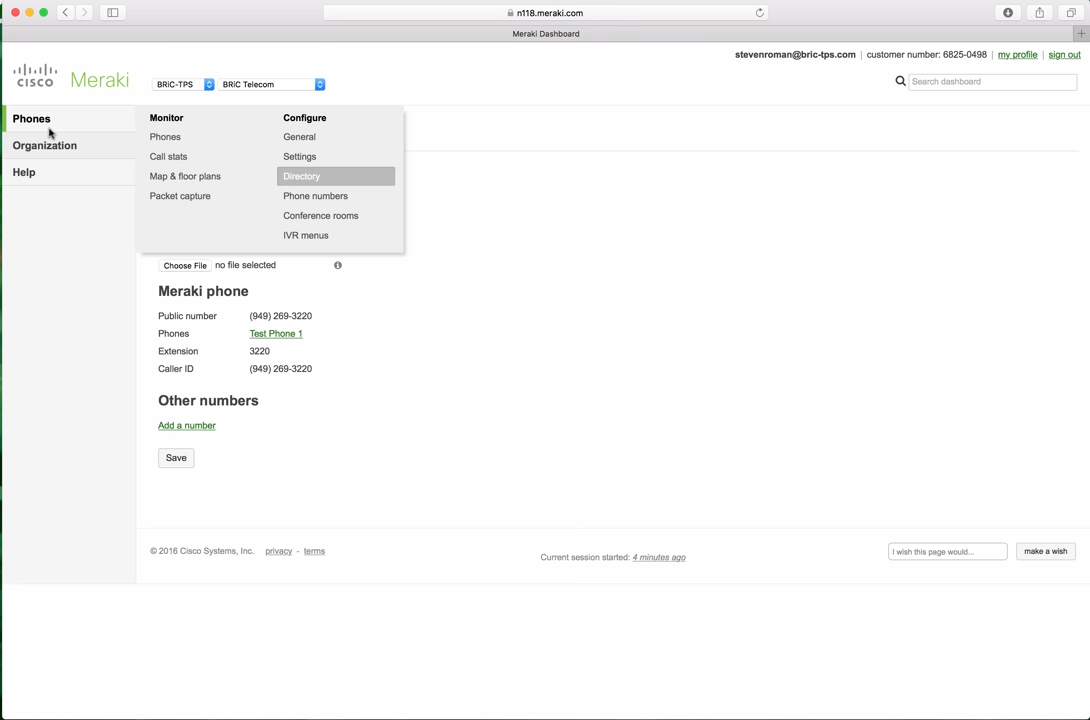 n118.meraki.com
Meraki Dashboard
stevenroman@bric-tps.com | customer number: 6825-0498 | my profile | sign out
CISCO Meraki
BRiC-TPS BRiC Telecom
Search dashboard
Phones
Organization
Help
Monitor
Phones
Call stats
Map & floor plans
Packet capture
Configure
General
Settings
Directory
Phone numbers
Conference rooms
IVR menus
Choose File no file selected
Meraki phone
Public number (949) 269-3220
Phones Test Phone 1
Extension 3220
Caller ID (949) 269-3220
Other numbers
Add a number
Save
© 2016 Cisco Systems, Inc. privacy - terms
Current session started: 4 minutes ago
I wish this page would...
make a wish